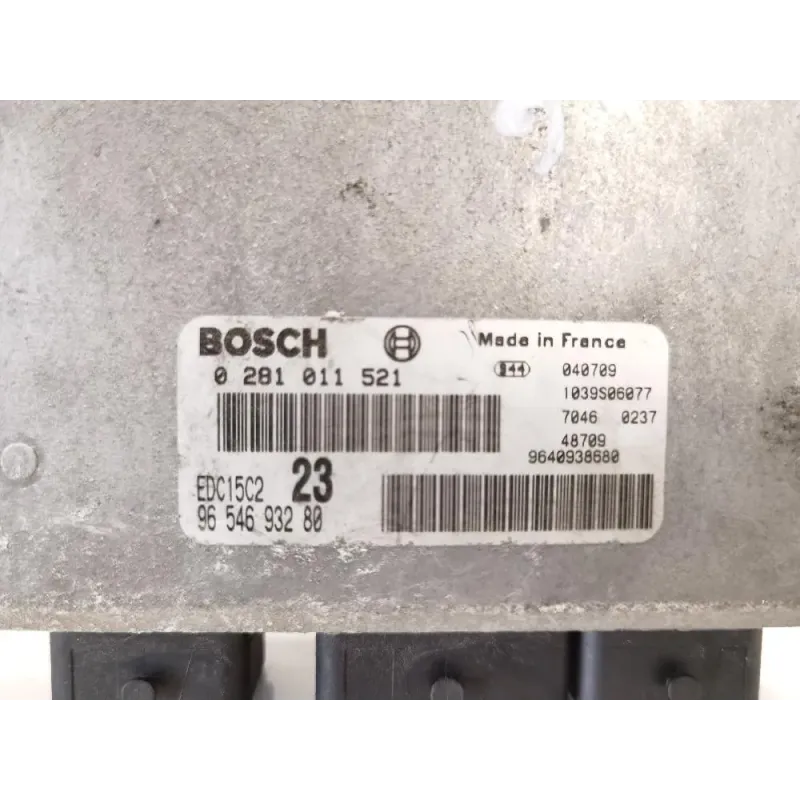 BOSCH
Made in France
0 281 011 521
040709
1039S06077
7046 0237
48709
9640938680
EDC15C2 23
96 546 932 80